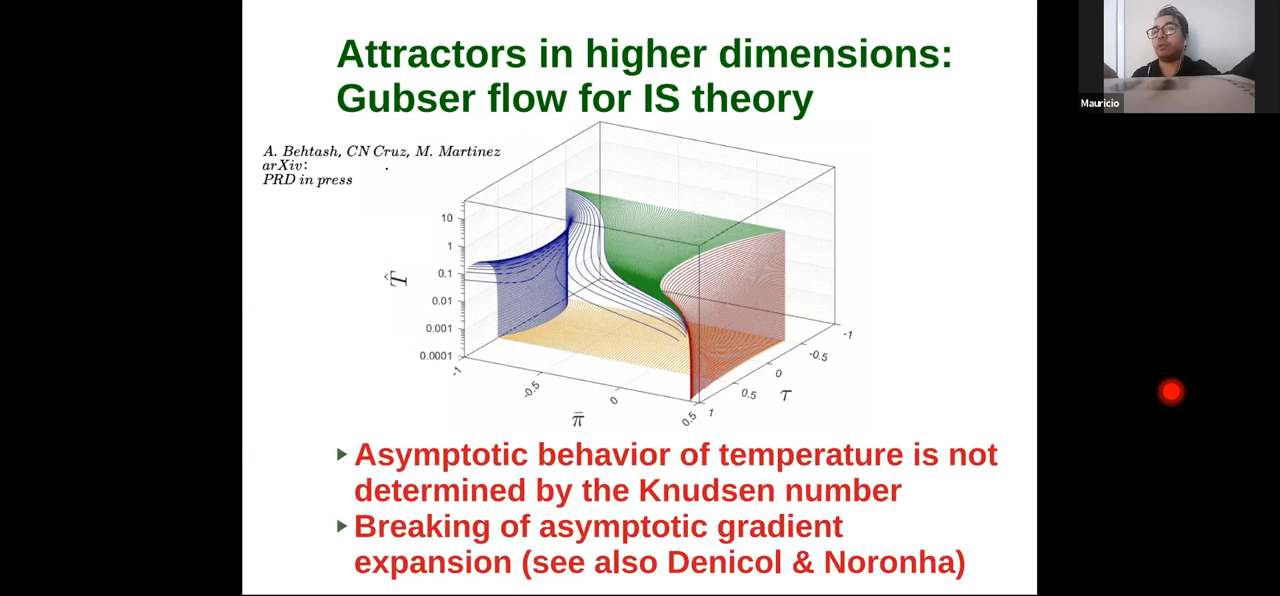 Attractors in higher dimensions:
Gubser flow for IS theory
A. Behtash, CN Cruz, M. Martinez
arXiv:
PRD in press
10
1
0.1
0.01
0.001
0.0001
T̂
-1
-0.5
0
0.5
π̄
1
0.5
0
-0.5
-1
τ
‣ Asymptotic behavior of temperature is not
determined by the Knudsen number
‣ Breaking of asymptotic gradient
expansion (see also Denicol & Noronha)
Mauricio